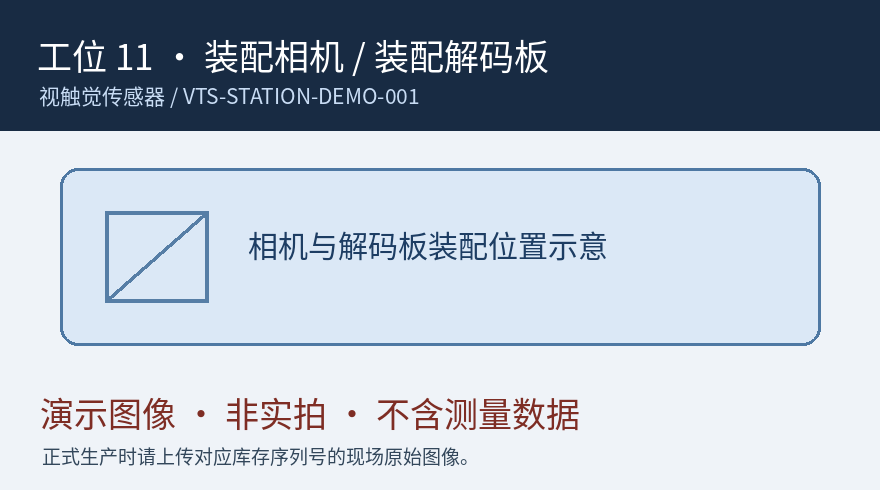 工位 11 · 装配相机 / 装配解码板
视触觉传感器 / VTS-STATION-DEMO-001
相机与解码板装配位置示意
演示图像 · 非实拍 · 不含测量数据
正式生产时请上传对应库存序列号的现场原始图像。